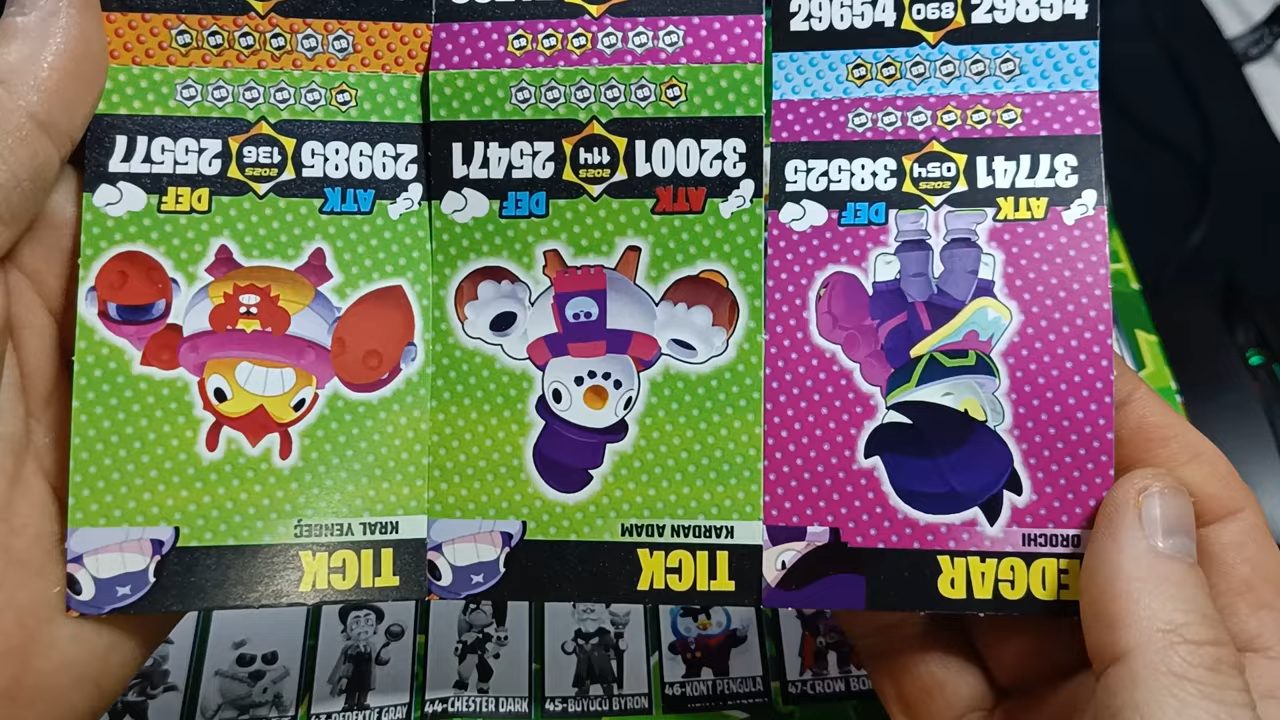 29654 068 29854
TICK
KRAL YENGEÇ
ATK DEF
29985 2025 136 25577
TICK
KARDAN ADAM
ATK DEF
32001 2025 114 25471
EDGAR
OROCHI
ATK DEF
37741 2025 054 38525
44-CHESTER DARK
45-BÜYÜCÜ BYRON
46-KONT PENGULA
47-CROW